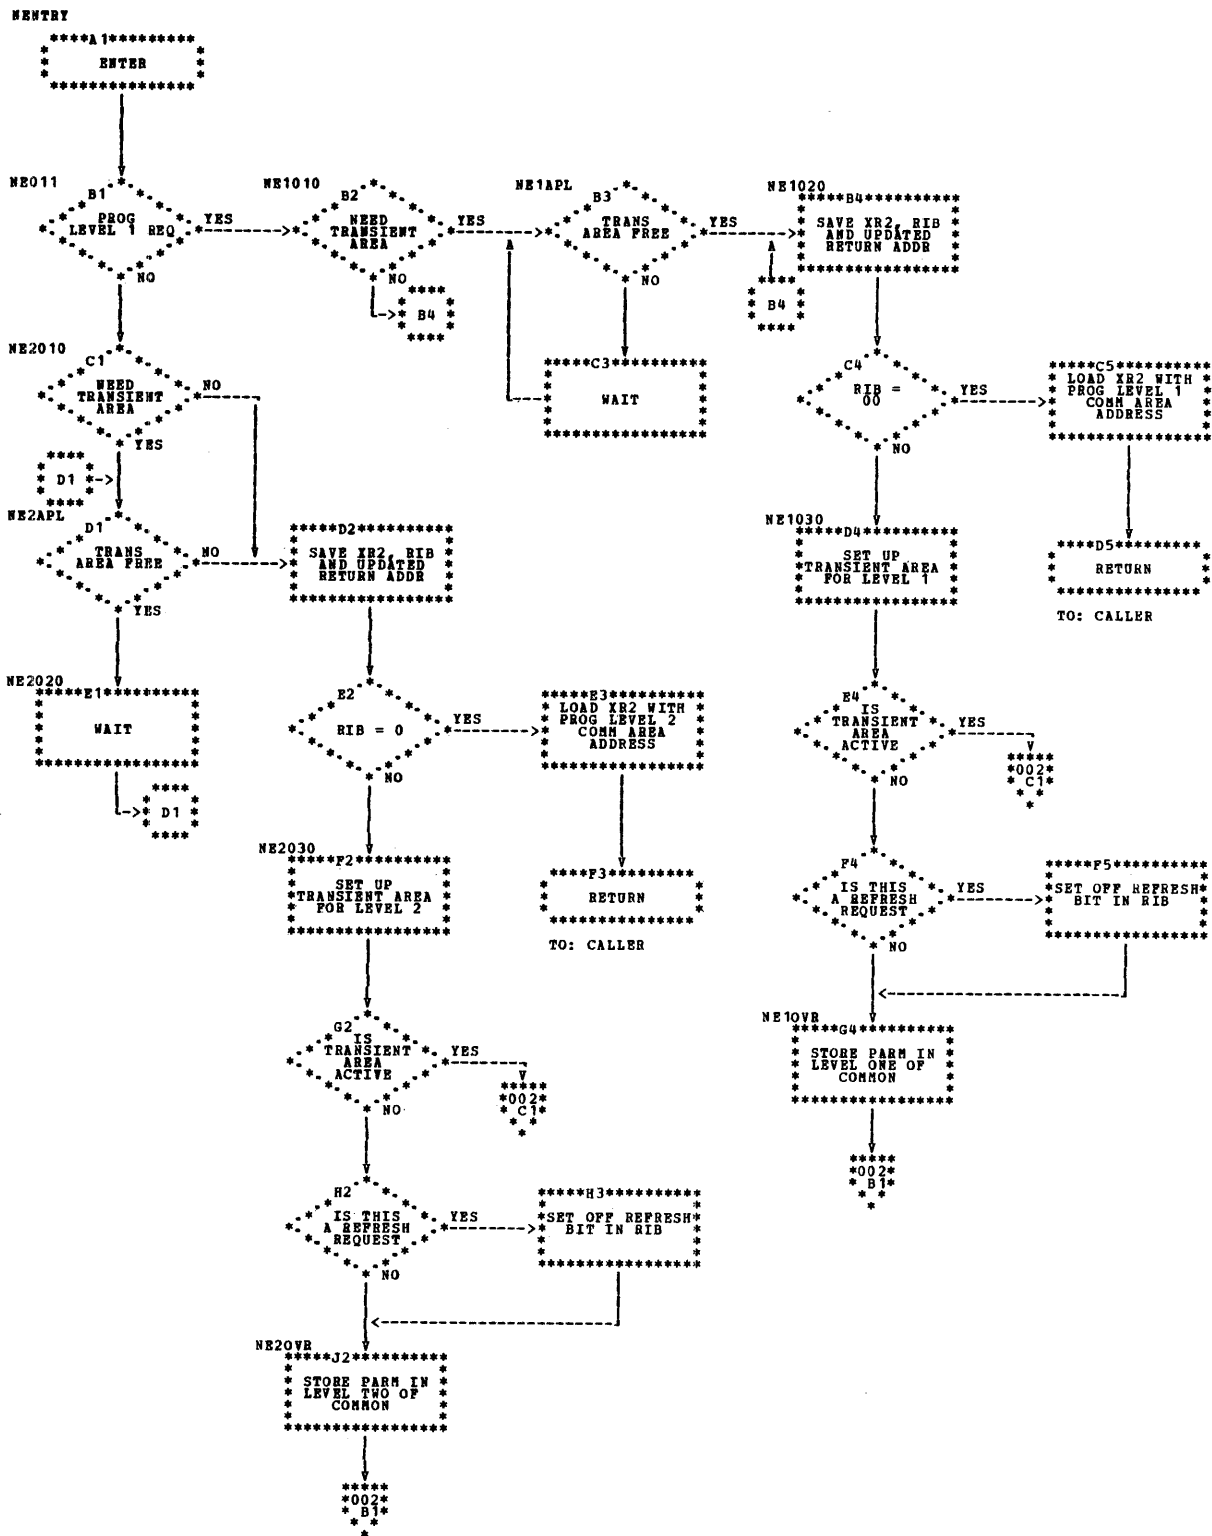 NENTRY
A1
ENTER
NE011
B1
PROG
LEVEL 1 REQ
YES
NO
NE1010
B2
NEED
TRANSIENT
AREA
YES
NO
B4
NE1APL
B3
TRANS
AREA FREE
YES
NO
B4
NE1020
B4
SAVE XR2, RIB
AND UPDATED
RETURN ADDR
NE2010
C1
NEED
TRANSIENT
AREA
NO
YES
C3
WAIT
C4
RIB =
00
YES
NO
C5
LOAD XR2 WITH
PROG LEVEL 1
COMM AREA
ADDRESS
D1
NE2APL
D1
TRANS
AREA FREE
NO
YES
D2
SAVE XR2, RIB
AND UPDATED
RETURN ADDR
NE1030
D4
SET UP
TRANSIENT AREA
FOR LEVEL 1
D5
RETURN
TO: CALLER
NE2020
E1
WAIT
D1
E2
RIB = 0
YES
NO
E3
LOAD XR2 WITH
PROG LEVEL 2
COMM AREA
ADDRESS
E4
IS
TRANSIENT
AREA
ACTIVE
YES
NO
002
C1
NE2030
F2
SET UP
TRANSIENT AREA
FOR LEVEL 2
F3
RETURN
TO: CALLER
F4
IS THIS
A REFRESH
REQUEST
YES
NO
F5
SET OFF REFRESH
BIT IN RIB
G2
IS
TRANSIENT
AREA
ACTIVE
YES
NO
002
C1
NE1OVR
G4
STORE PARM IN
LEVEL ONE OF
COMMON
002
B1
H2
IS THIS
A REFRESH
REQUEST
YES
NO
H3
SET OFF REFRESH
BIT IN RIB
NE2OVR
J2
STORE PARM IN
LEVEL TWO OF
COMMON
002
B1